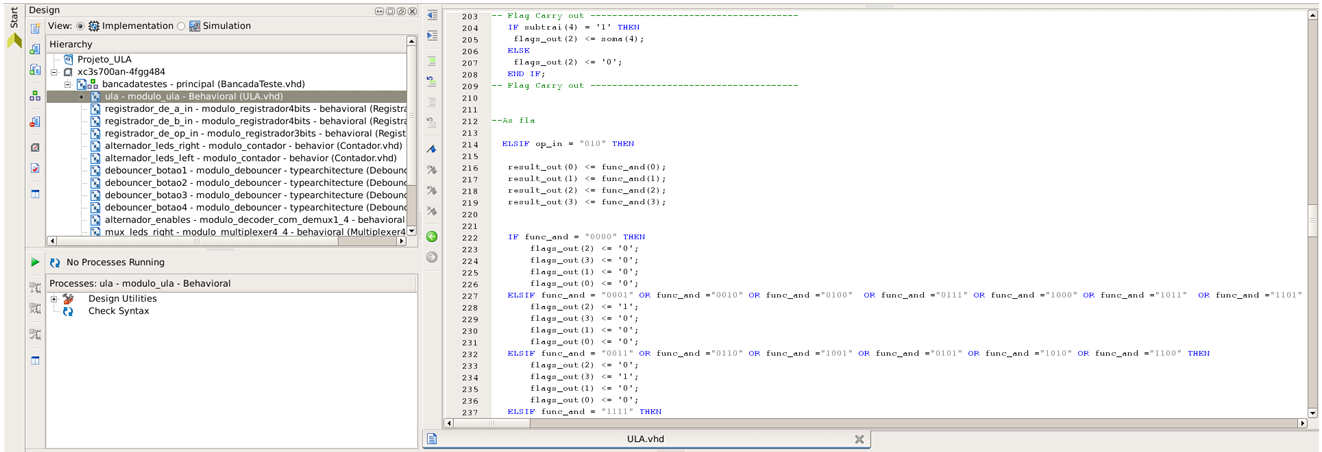 Start
Design
View: Implementation Simulation
Hierarchy
Projeto_ULA
xc3s700an-4fgg484
bancadatestes - principal (BancadaTeste.vhd)
ula - modulo_ula - Behavioral (ULA.vhd)
registrador_de_a_in - modulo_registrador4bits - behavioral (Registra
registrador_de_b_in - modulo_registrador4bits - behavioral (Registra
registrador_de_op_in - modulo_registrador3bits - behavioral (Regist
alternador_leds_right - modulo_contador - behavior (Contador.vhd)
alternador_leds_left - modulo_contador - behavior (Contador.vhd)
debouncer_botao1 - modulo_debouncer - typearchitecture (Debounc
debouncer_botao2 - modulo_debouncer - typearchitecture (Debounc
debouncer_botao3 - modulo_debouncer - typearchitecture (Debounc
debouncer_botao4 - modulo_debouncer - typearchitecture (Debounc
alternador_enables - modulo_decoder_com_demux1_4 - behavioral
mux_leds_right - modulo_multiplexer4_4 - behavioral (Multiplexer4
No Processes Running
Processes: ula - modulo_ula - Behavioral
Design Utilities
Check Syntax
203 -- Flag Carry out --------------------------------------
204 IF subtrai(4) = '1' THEN
205 flags_out(2) <= soma(4);
206 ELSE
207 flags_out(2) <= '0';
208 END IF;
209 -- Flag Carry out --------------------------------------
210
211
212 --As fla
213
214 ELSIF op_in = "010" THEN
215
216 result_out(0) <= func_and(0);
217 result_out(1) <= func_and(1);
218 result_out(2) <= func_and(2);
219 result_out(3) <= func_and(3);
220
221
222 IF func_and = "0000" THEN
223 flags_out(2) <= '0';
224 flags_out(3) <= '0';
225 flags_out(1) <= '0';
226 flags_out(0) <= '0';
227 ELSIF func_and = "0001" OR func_and ="0010" OR func_and ="0100"  OR func_and ="0111" OR func_and ="1000" OR func_and ="1011"  OR func_and ="1101"
228 flags_out(2) <= '1';
229 flags_out(3) <= '0';
230 flags_out(1) <= '0';
231 flags_out(0) <= '0';
232 ELSIF func_and = "0011" OR func_and ="0110" OR func_and ="1001" OR func_and ="0101" OR func_and ="1010" OR func_and ="1100" THEN
233 flags_out(2) <= '0';
234 flags_out(3) <= '1';
235 flags_out(1) <= '0';
236 flags_out(0) <= '0';
237 ELSIF func_and = "1111" THEN
ULA.vhd